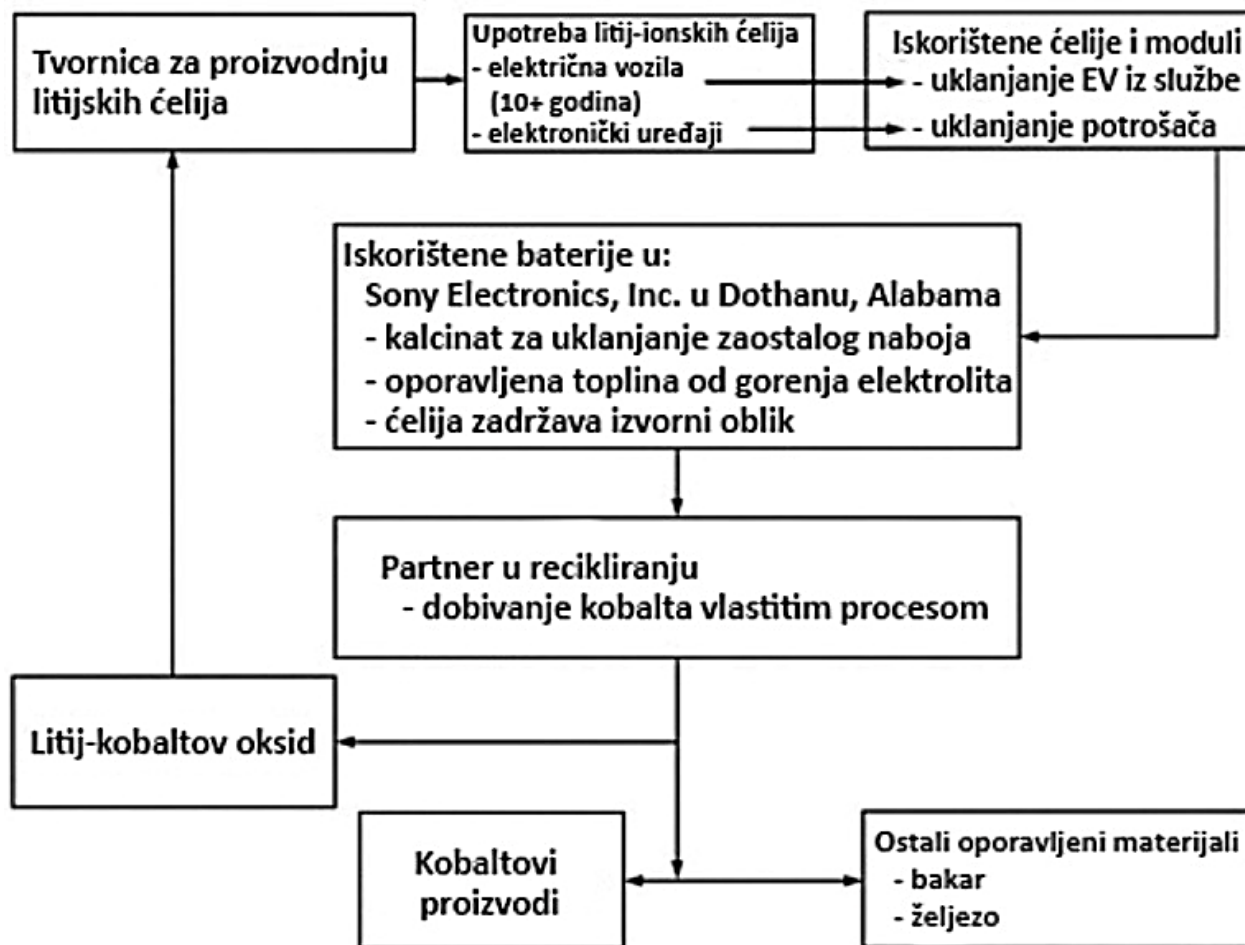 Tvornica za proizvodnju
litijskih ćelija
Upotreba litij-ionskih ćelija
- električna vozila
(10+ godina)
- elektronički uređaji
Iskorištene ćelije i moduli
- uklanjanje EV iz službe
- uklanjanje potrošača
Iskorištene baterije u:
Sony Electronics, Inc. u Dothanu, Alabama
- kalcinat za uklanjanje zaostalog naboja
- oporavljena toplina od gorenja elektrolita
- ćelija zadržava izvorni oblik
Partner u recikliranju
- dobivanje kobalta vlastitim procesom
Litij-kobaltov oksid
Kobaltovi
proizvodi
Ostali oporavljeni materijali
- bakar
- željezo